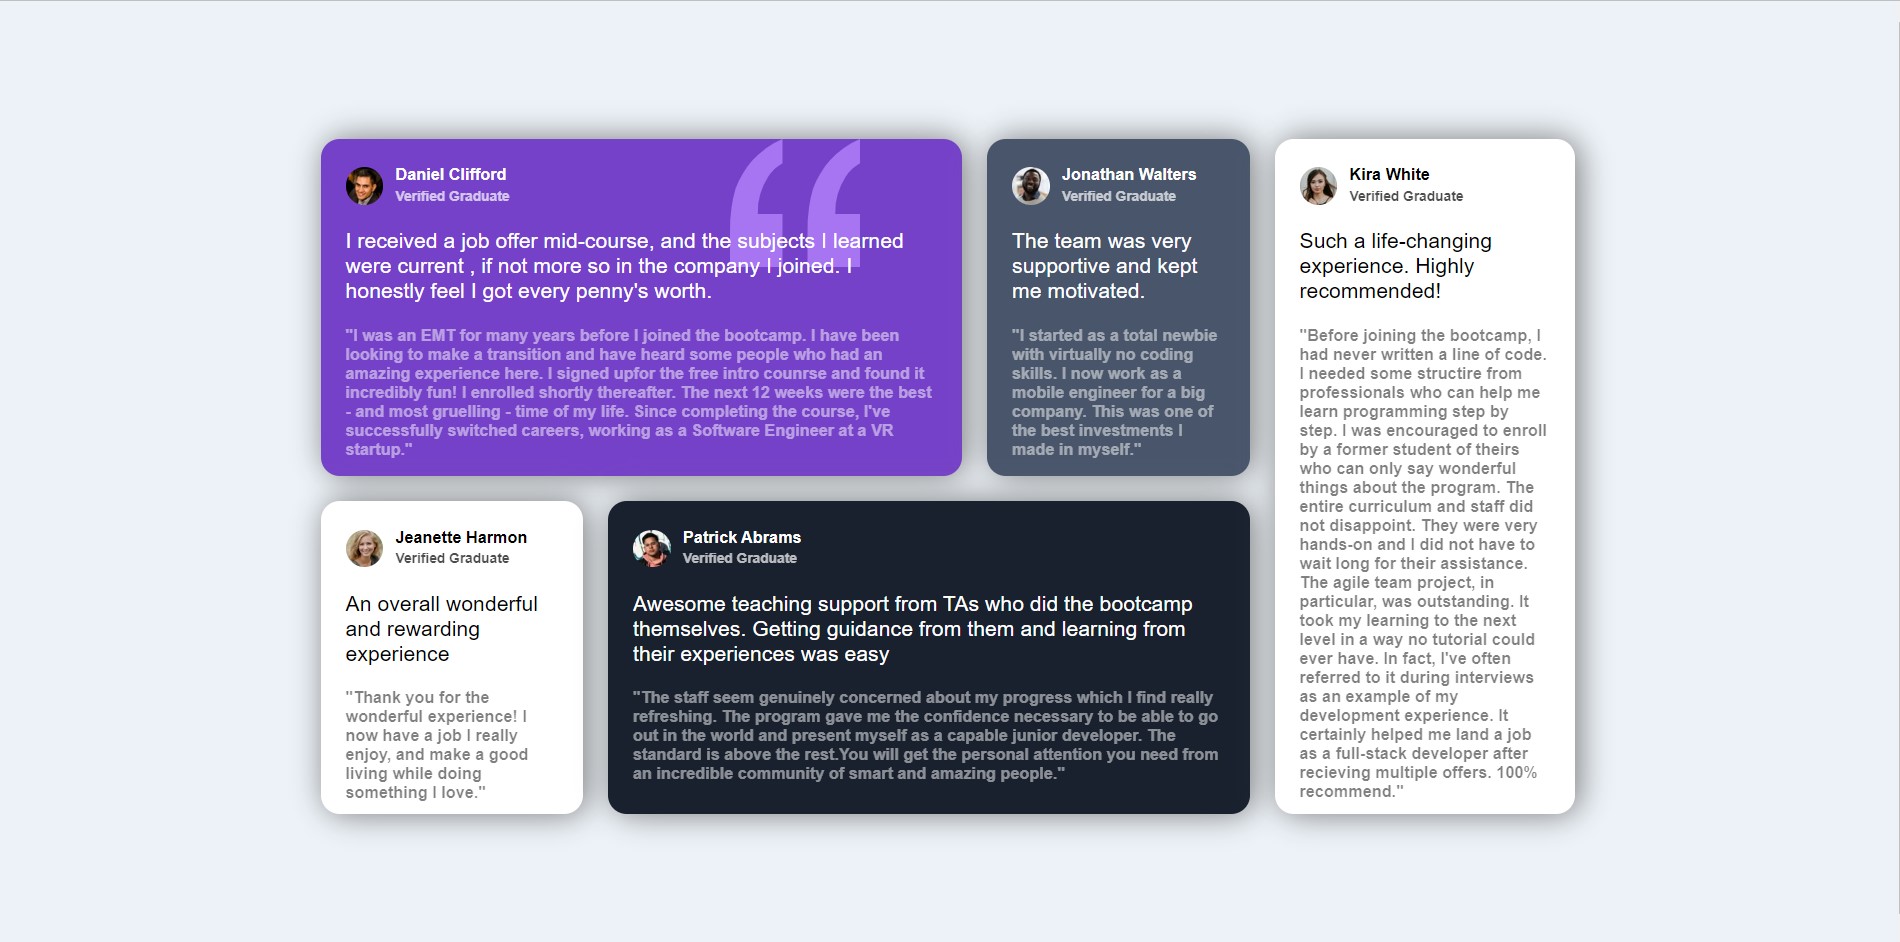 Daniel Clifford
Verified Graduate
I received a job offer mid-course, and the subjects I learned
were current , if not more so in the company I joined. I
honestly feel I got every penny's worth.
"I was an EMT for many years before I joined the bootcamp. I have been
looking to make a transition and have heard some people who had an
amazing experience here. I signed upfor the free intro counrse and found it
incredibly fun! I enrolled shortly thereafter. The next 12 weeks were the best
- and most gruelling - time of my life. Since completing the course, I've
successfully switched careers, working as a Software Engineer at a VR
startup."
Jonathan Walters
Verified Graduate
The team was very
supportive and kept
me motivated.
"I started as a total newbie
with virtually no coding
skills. I now work as a
mobile engineer for a big
company. This was one of
the best investments I
made in myself."
Kira White
Verified Graduate
Such a life-changing
experience. Highly
recommended!
"Before joining the bootcamp, I
had never written a line of code.
I needed some structire from
professionals who can help me
learn programming step by
step. I was encouraged to enroll
by a former student of theirs
who can only say wonderful
things about the program. The
entire curriculum and staff did
not disappoint. They were very
hands-on and I did not have to
wait long for their assistance.
The agile team project, in
particular, was outstanding. It
took my learning to the next
level in a way no tutorial could
ever have. In fact, I've often
referred to it during interviews
as an example of my
development experience. It
certainly helped me land a job
as a full-stack developer after
recieving multiple offers. 100%
recommend."
Jeanette Harmon
Verified Graduate
An overall wonderful
and rewarding
experience
"Thank you for the
wonderful experience! I
now have a job I really
enjoy, and make a good
living while doing
something I love."
Patrick Abrams
Verified Graduate
Awesome teaching support from TAs who did the bootcamp
themselves. Getting guidance from them and learning from
their experiences was easy
"The staff seem genuinely concerned about my progress which I find really
refreshing. The program gave me the confidence necessary to be able to go
out in the world and present myself as a capable junior developer. The
standard is above the rest.You will get the personal attention you need from
an incredible community of smart and amazing people."